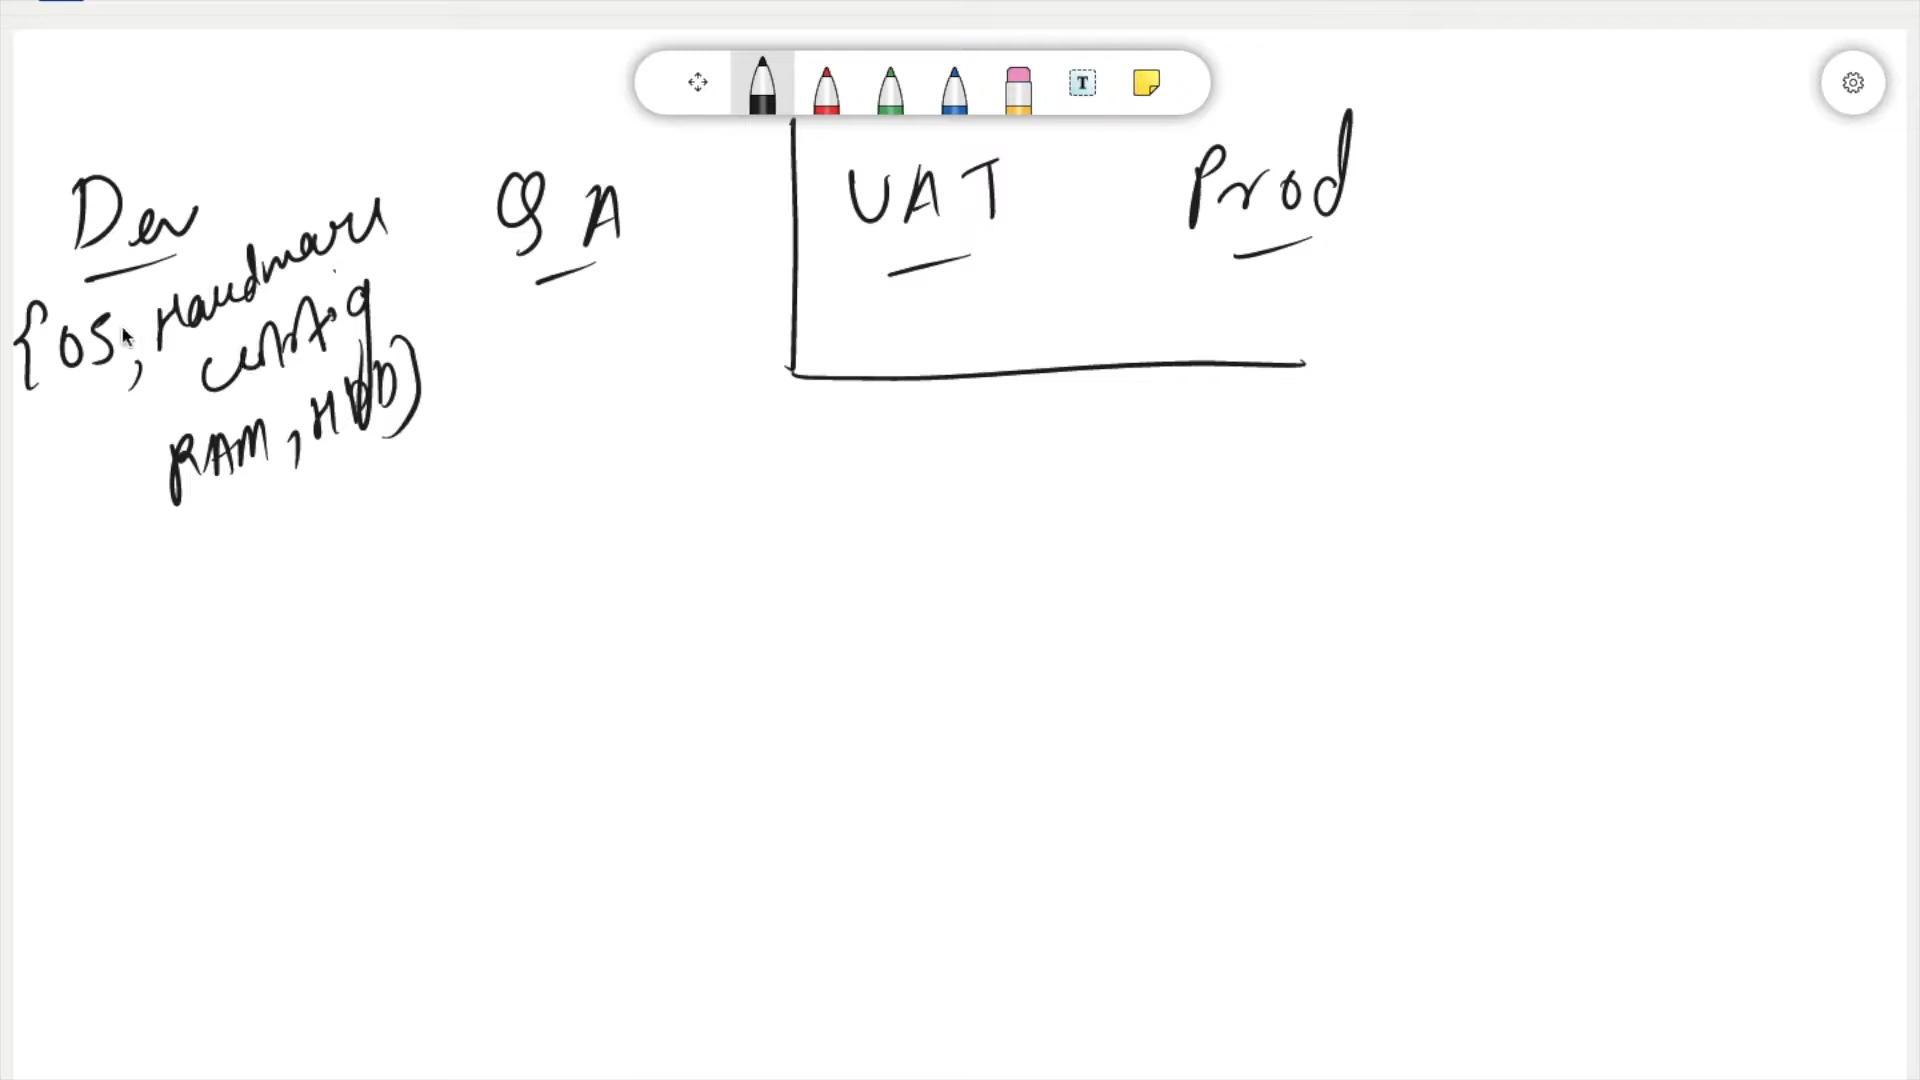 Dev QA UAT Prod
{OS, Hardware
config
RAM, HDD)
T